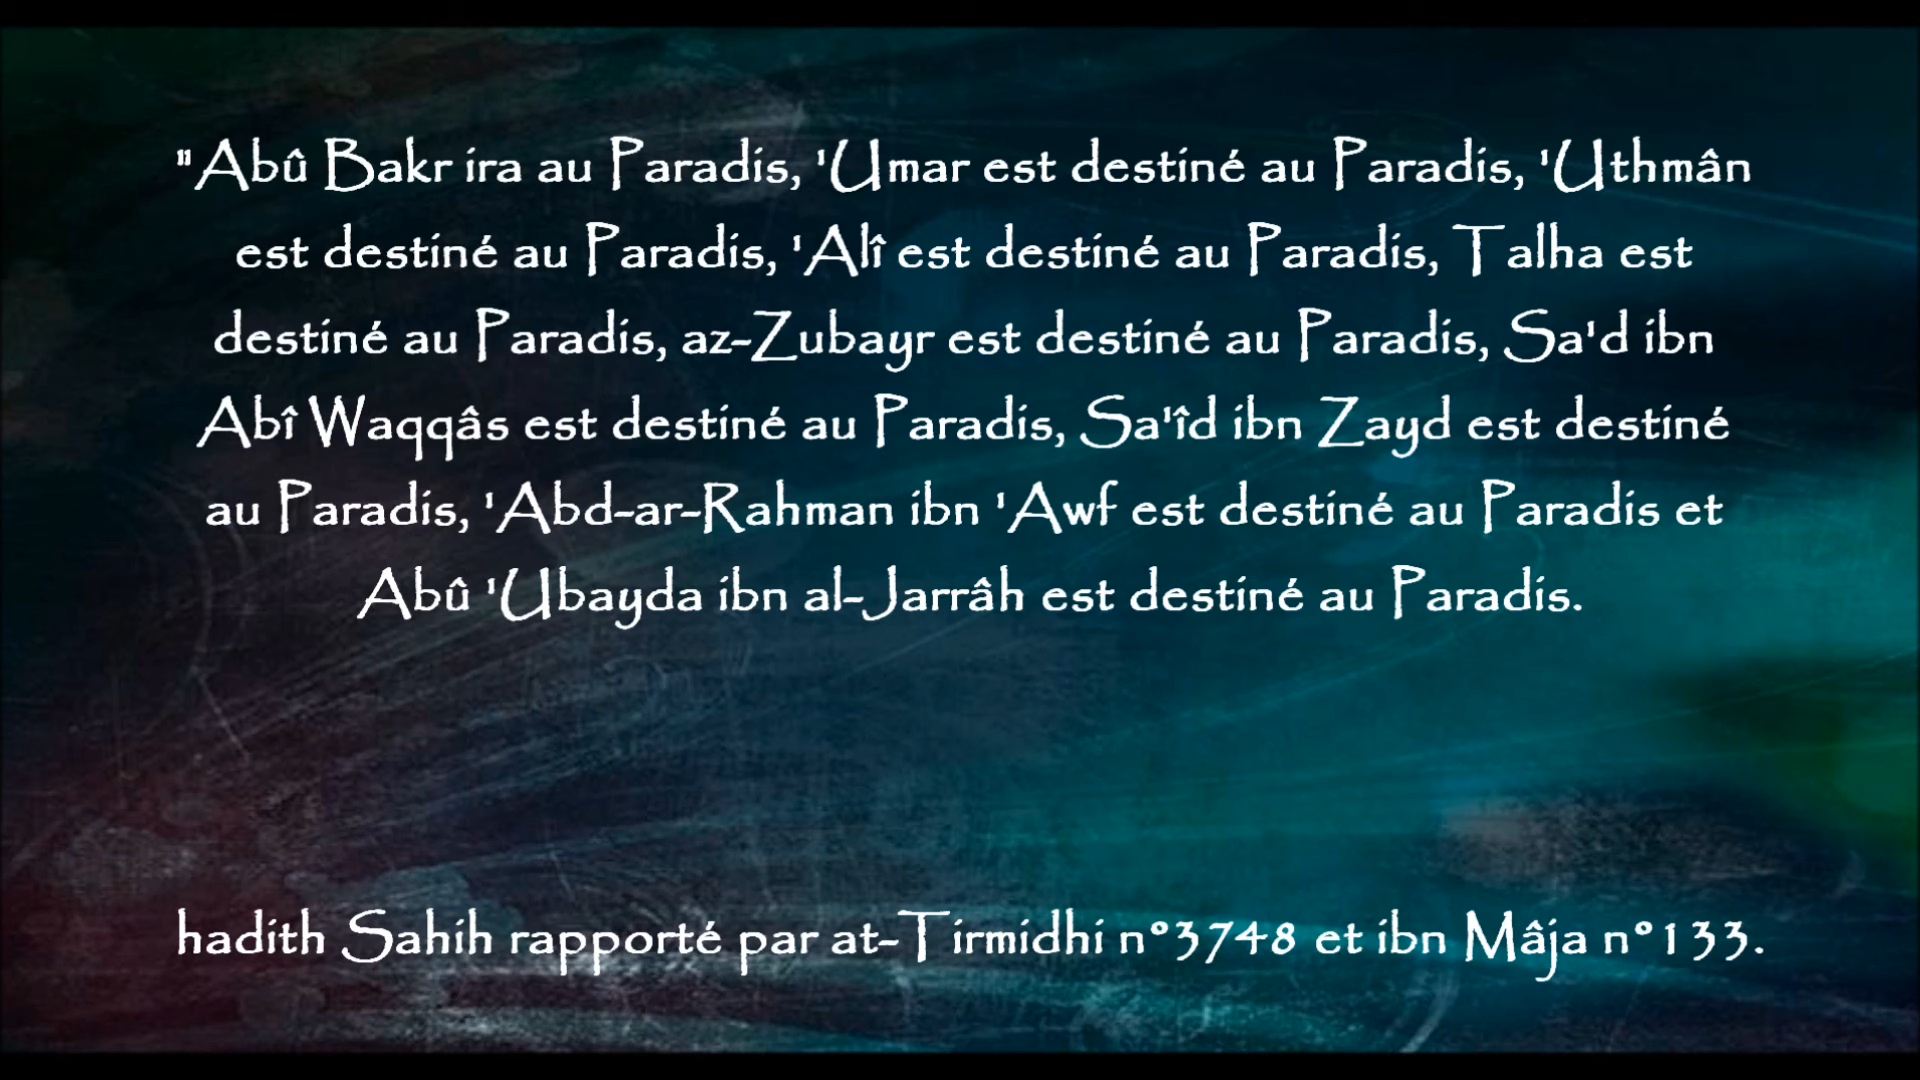 "Abû Bakr ira au Paradis, 'Umar est destiné au Paradis, 'Uthmân
est destiné au Paradis, 'Alî est destiné au Paradis, Talha est
destiné au Paradis, az-Zubayr est destiné au Paradis, Sa'd ibn
Abî Waqqâs est destiné au Paradis, Sa'îd ibn Zayd est destiné
au Paradis, 'Abd-ar-Rahman ibn 'Awf est destiné au Paradis et
Abû 'Ubayda ibn al-Jarrâh est destiné au Paradis.
hadith Sahih rapporté par at-Tirmidhi n°3748 et ibn Mâja n°133.